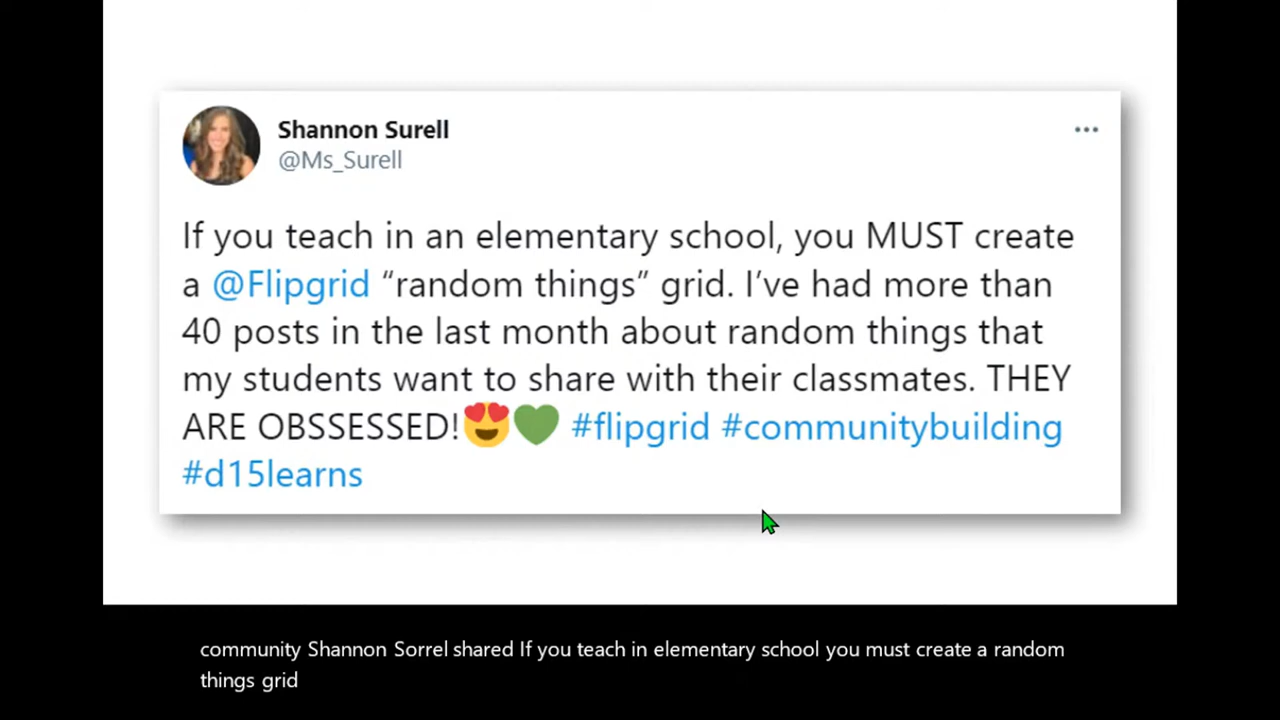 Shannon Surell
@Ms_Surell
If you teach in an elementary school, you MUST create
a @Flipgrid “random things” grid. I’ve had more than
40 posts in the last month about random things that
my students want to share with their classmates. THEY
ARE OBSSESSED!😍💚 #flipgrid #communitybuilding
#d15learns
community Shannon Sorrel shared If you teach in elementary school you must create a random
things grid